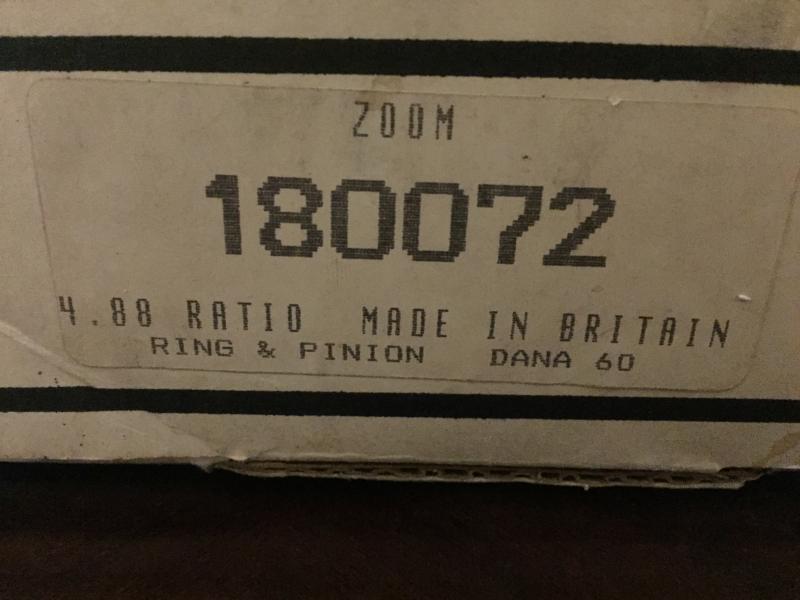 ZOOM
180072
4.88 RATIO MADE IN BRITAIN
RING & PINION DANA 60